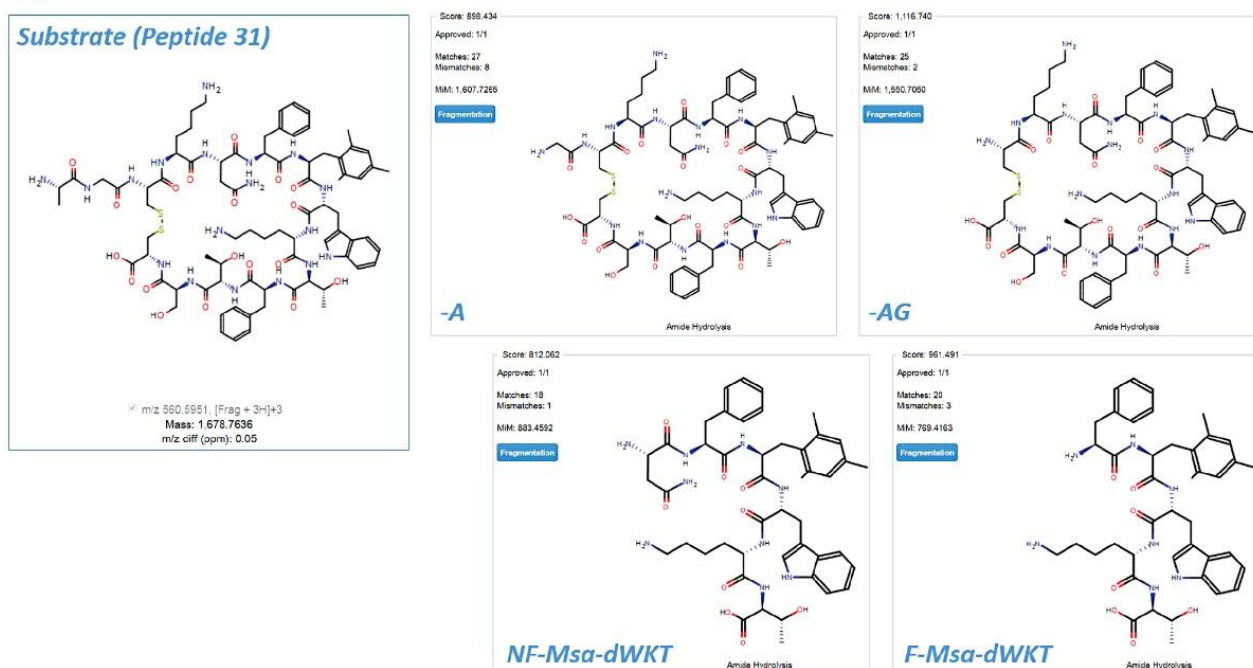 Substrate (Peptide 31)
m/z 560.5951, [Frag + 3H]+3
Mass: 1,678.7636
m/z diff (ppm): 0.05
Score: 898.434
Approved: 1/1
Matches: 27
Mismatches: 8
MiM: 1,607.7265
Fragmentation
-A
Amide Hydrolysis
Score: 1,116.740
Approved: 1/1
Matches: 25
Mismatches: 2
MiM: 1,550.7050
Fragmentation
-AG
Amide Hydrolysis
Score: 812.062
Approved: 1/1
Matches: 18
Mismatches: 1
MiM: 883.4592
Fragmentation
NF-Msa-dWKT
Amide Hydrolysis
Score: 961.491
Approved: 1/1
Matches: 20
Mismatches: 3
MiM: 769.4163
Fragmentation
F-Msa-dWKT
Amide Hydrolysis